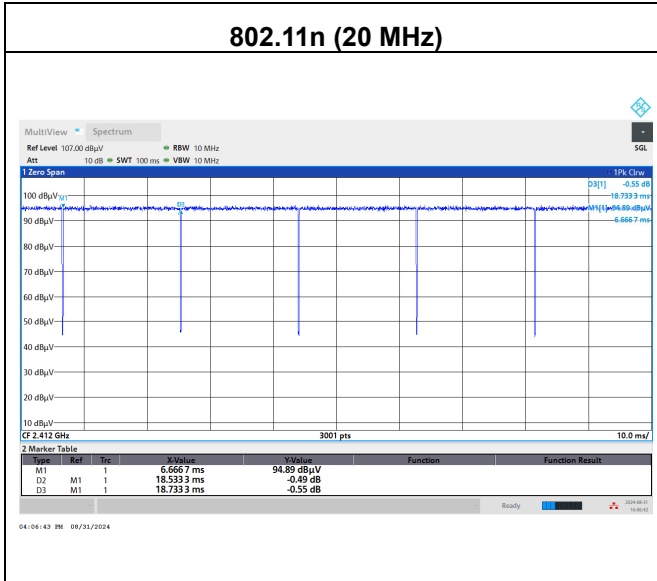 802.11n (20 MHz)
MultiView Spectrum
Ref Level 107.00 dBµV RBW 10 MHz SGL
Att 10 dB SWT 100 ms VBW 10 MHz
1 Zero Span 1Pk Clrw
D3[1] -0.55 dB
18.733 3 ms
M1[1] 94.89 dBµV
6.666 7 ms
M1
D3
100 dBµV
90 dBµV
80 dBµV
70 dBµV
60 dBµV
50 dBµV
40 dBµV
30 dBµV
20 dBµV
10 dBµV
CF 2.412 GHz 3001 pts 10.0 ms/
2 Marker Table
Type Ref Trc X-Value Y-Value Function Function Result
M1 1 6.666 7 ms 94.89 dBµV
D2 M1 1 18.533 3 ms -0.49 dB
D3 M1 1 18.733 3 ms -0.55 dB
Ready 2024-08-31
16:06:42
04:06:43 PM 08/31/2024